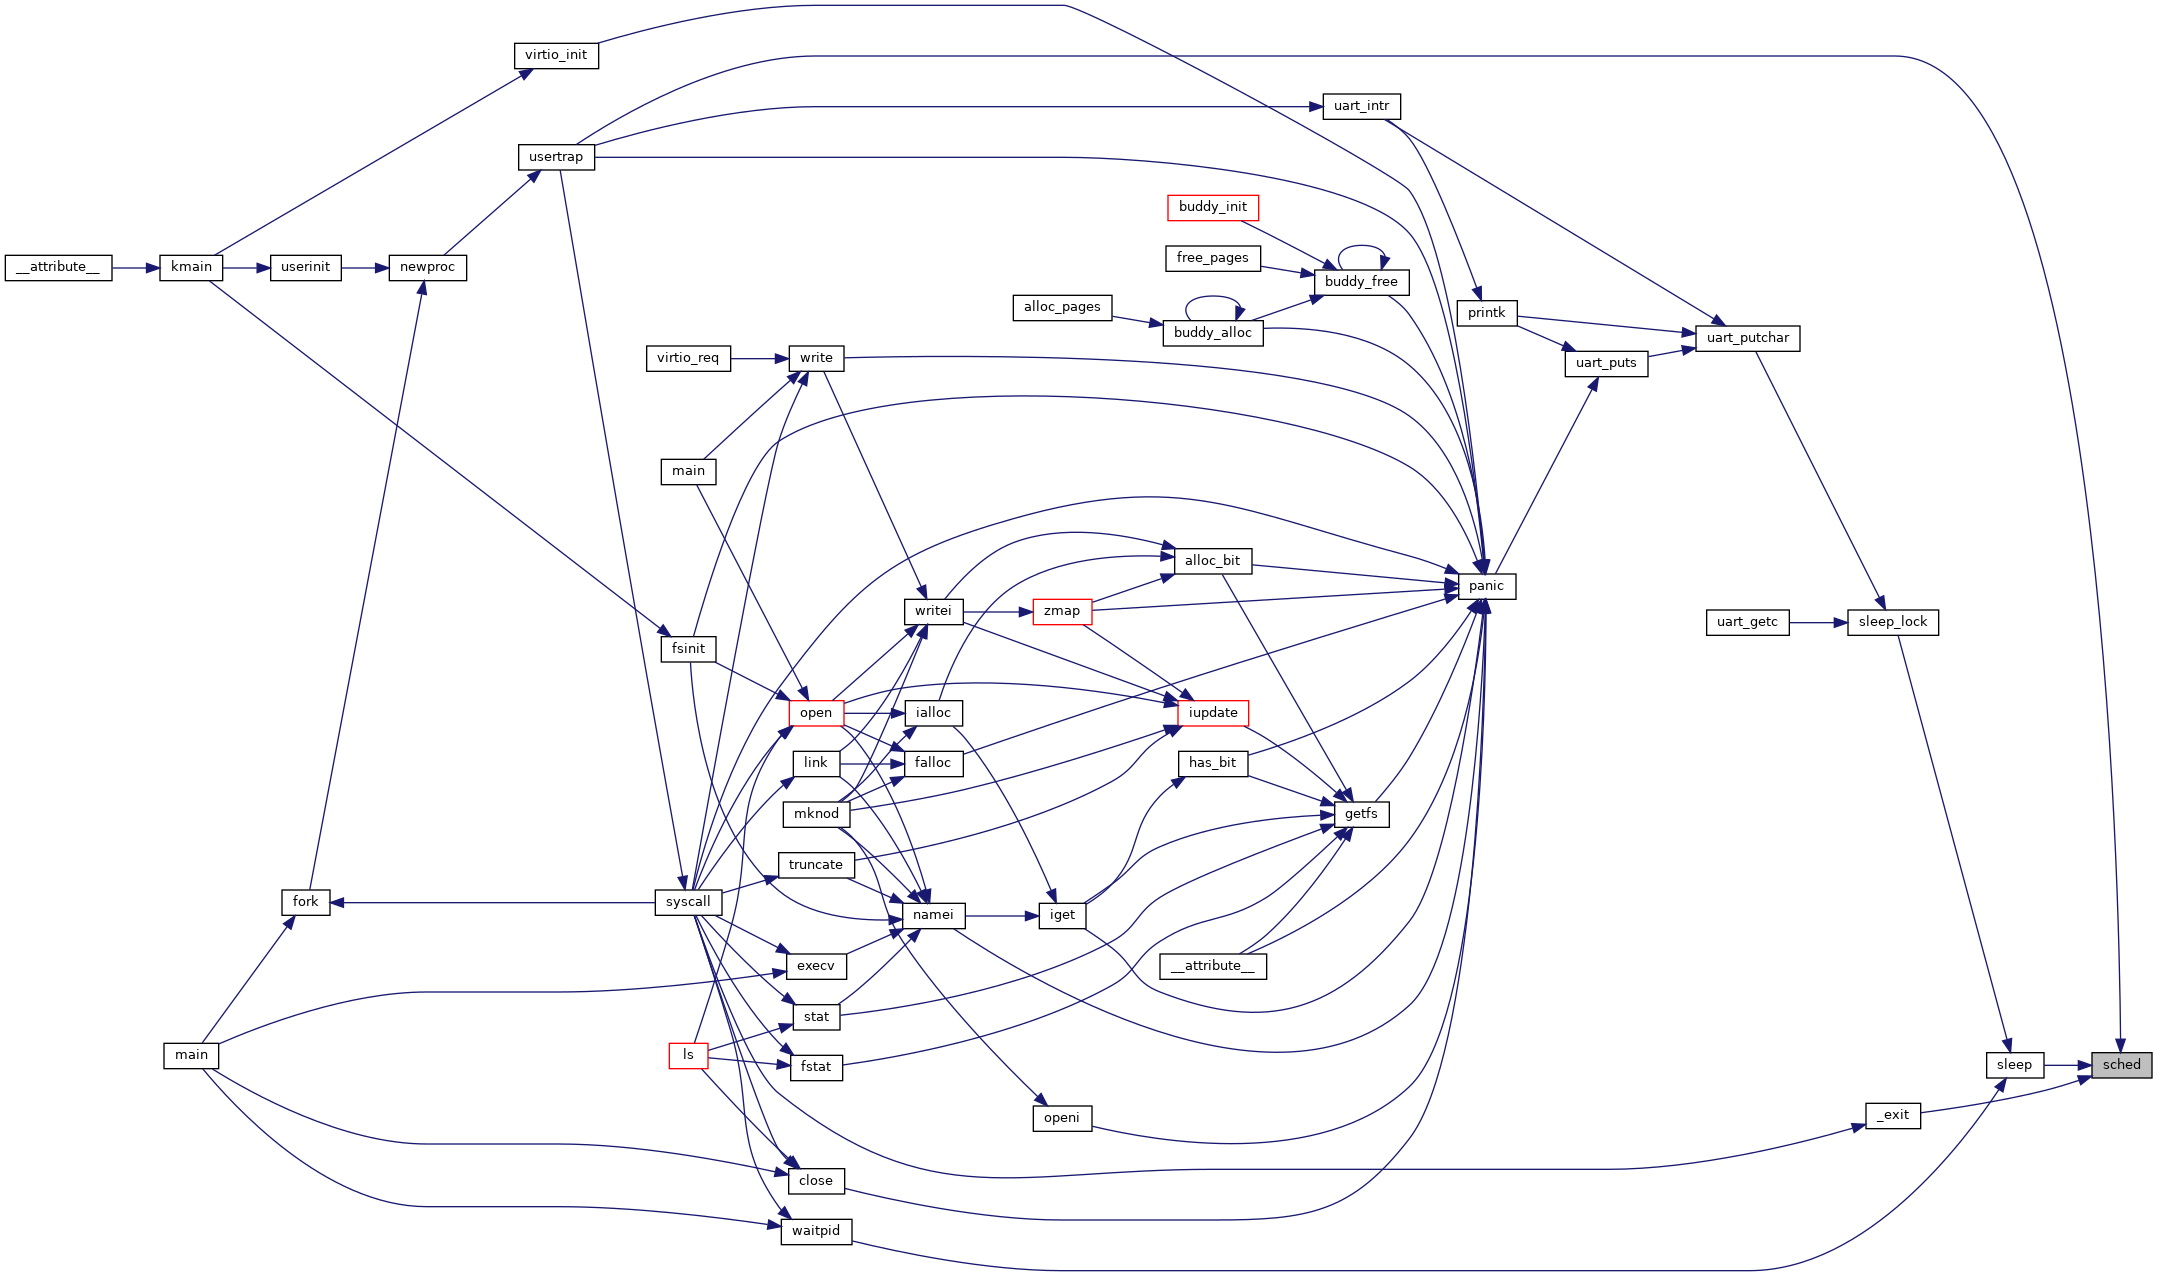 virtio_init
uart_intr
usertrap
buddy_init
free_pages
__attribute__
kmain
userinit
newproc
buddy_free
alloc_pages
buddy_alloc
printk
uart_putchar
virtio_req
write
uart_puts
main
alloc_bit
panic
writei
zmap
uart_getc
sleep_lock
fsinit
open
ialloc
iupdate
link
falloc
has_bit
mknod
getfs
truncate
fork
syscall
namei
iget
execv
__attribute__
stat
main
ls
fstat
sleep
sched
openi
_exit
close
waitpid